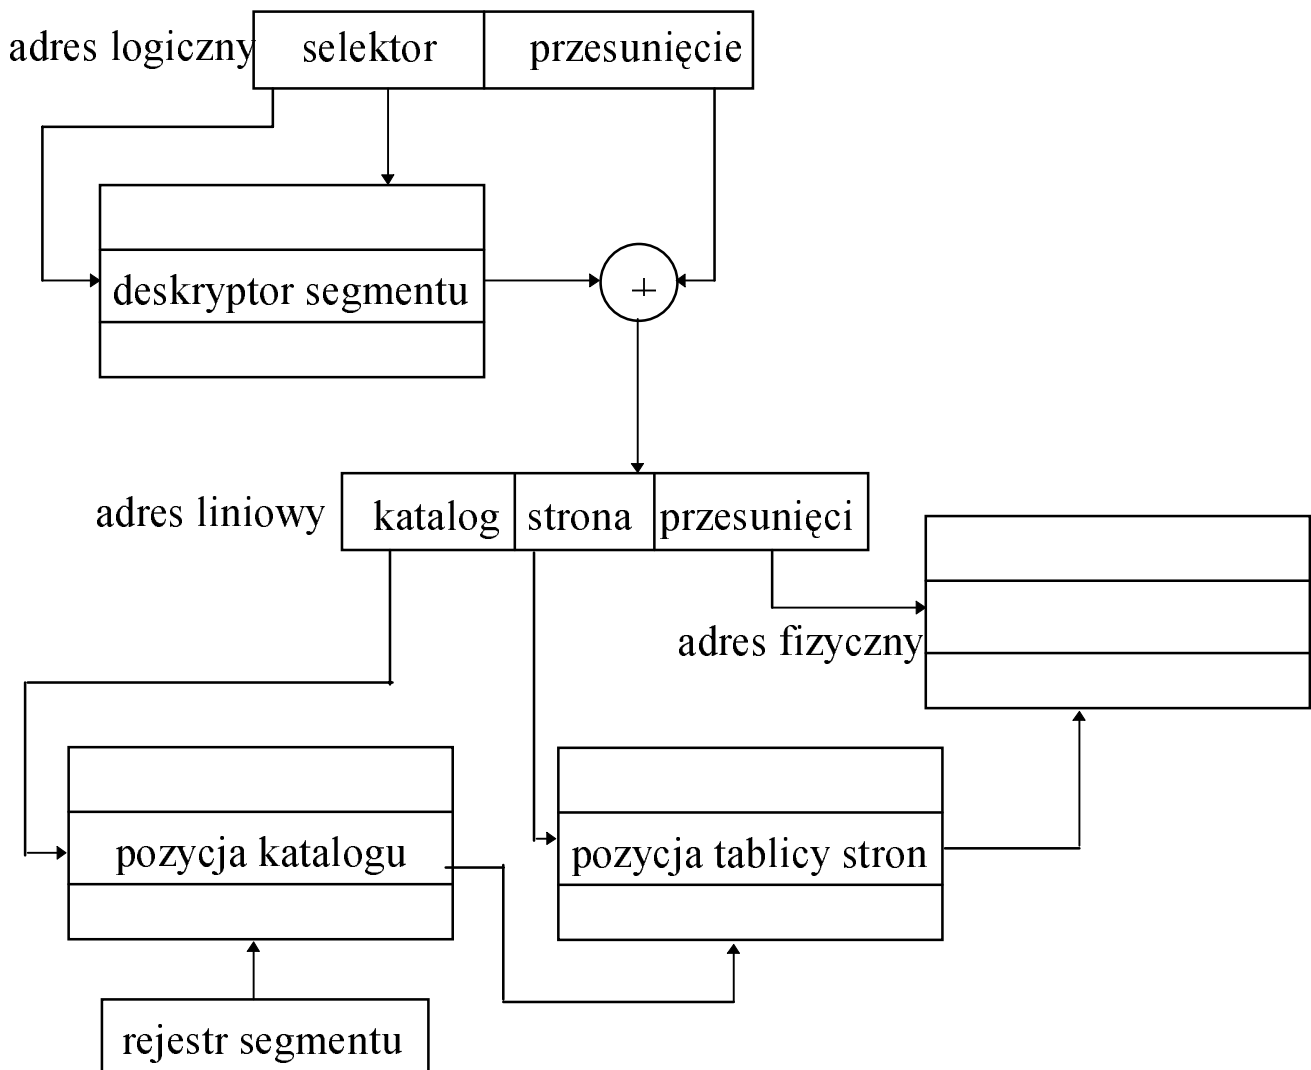 adres logiczny selektor przesunięcie
deskryptor segmentu
+
adres liniowy katalog strona przesunięci
adres fizyczny
pozycja katalogu pozycja tablicy stron
rejestr segmentu